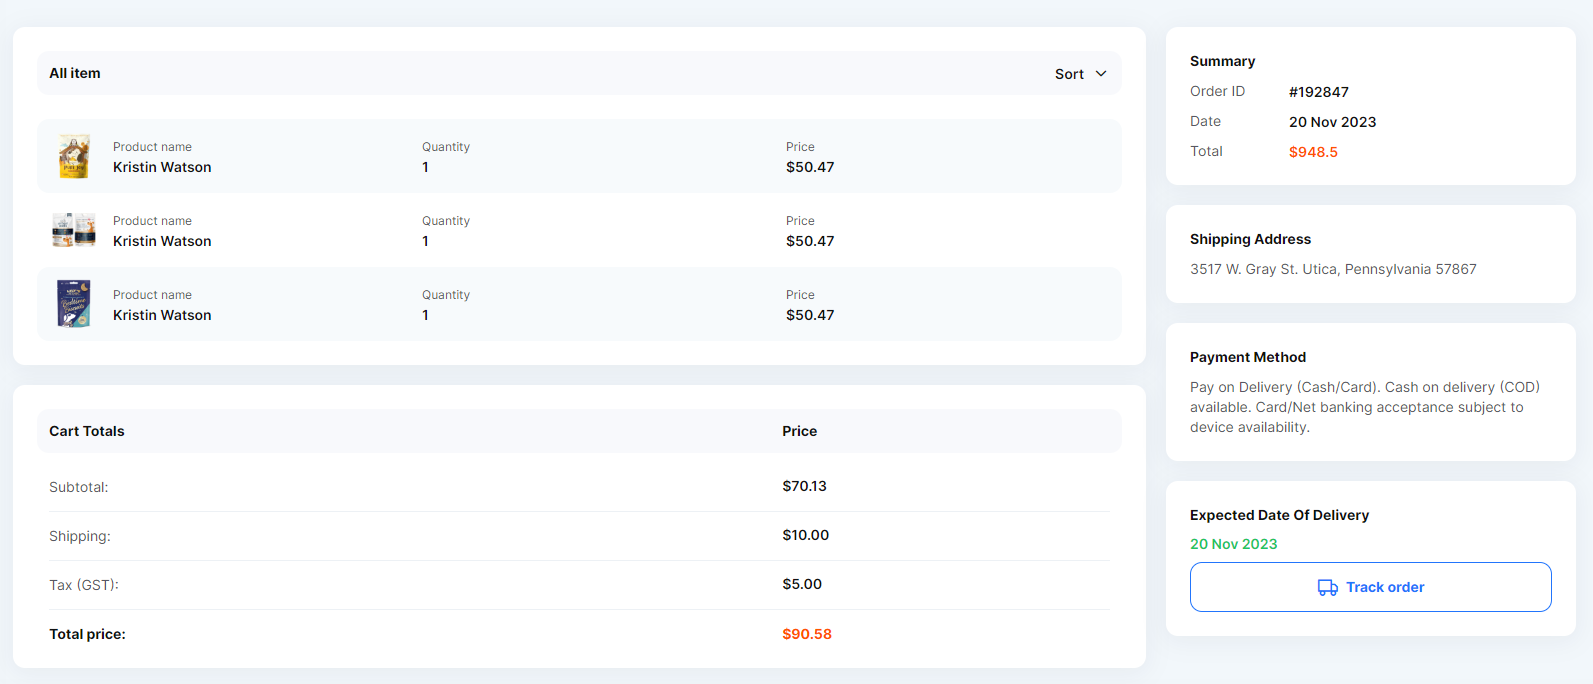 All item
Sort
Product name
Quantity
Price
Kristin Watson
1
$50.47
Product name
Quantity
Price
Kristin Watson
1
$50.47
Product name
Quantity
Price
Kristin Watson
1
$50.47
Cart Totals
Price
Subtotal:
$70.13
Shipping:
$10.00
Tax (GST):
$5.00
Total price:
$90.58
Summary
Order ID
#192847
Date
20 Nov 2023
Total
$948.5
Shipping Address
3517 W. Gray St. Utica, Pennsylvania 57867
Payment Method
Pay on Delivery (Cash/Card). Cash on delivery (COD)
available. Card/Net banking acceptance subject to
device availability.
Expected Date Of Delivery
20 Nov 2023
Track order